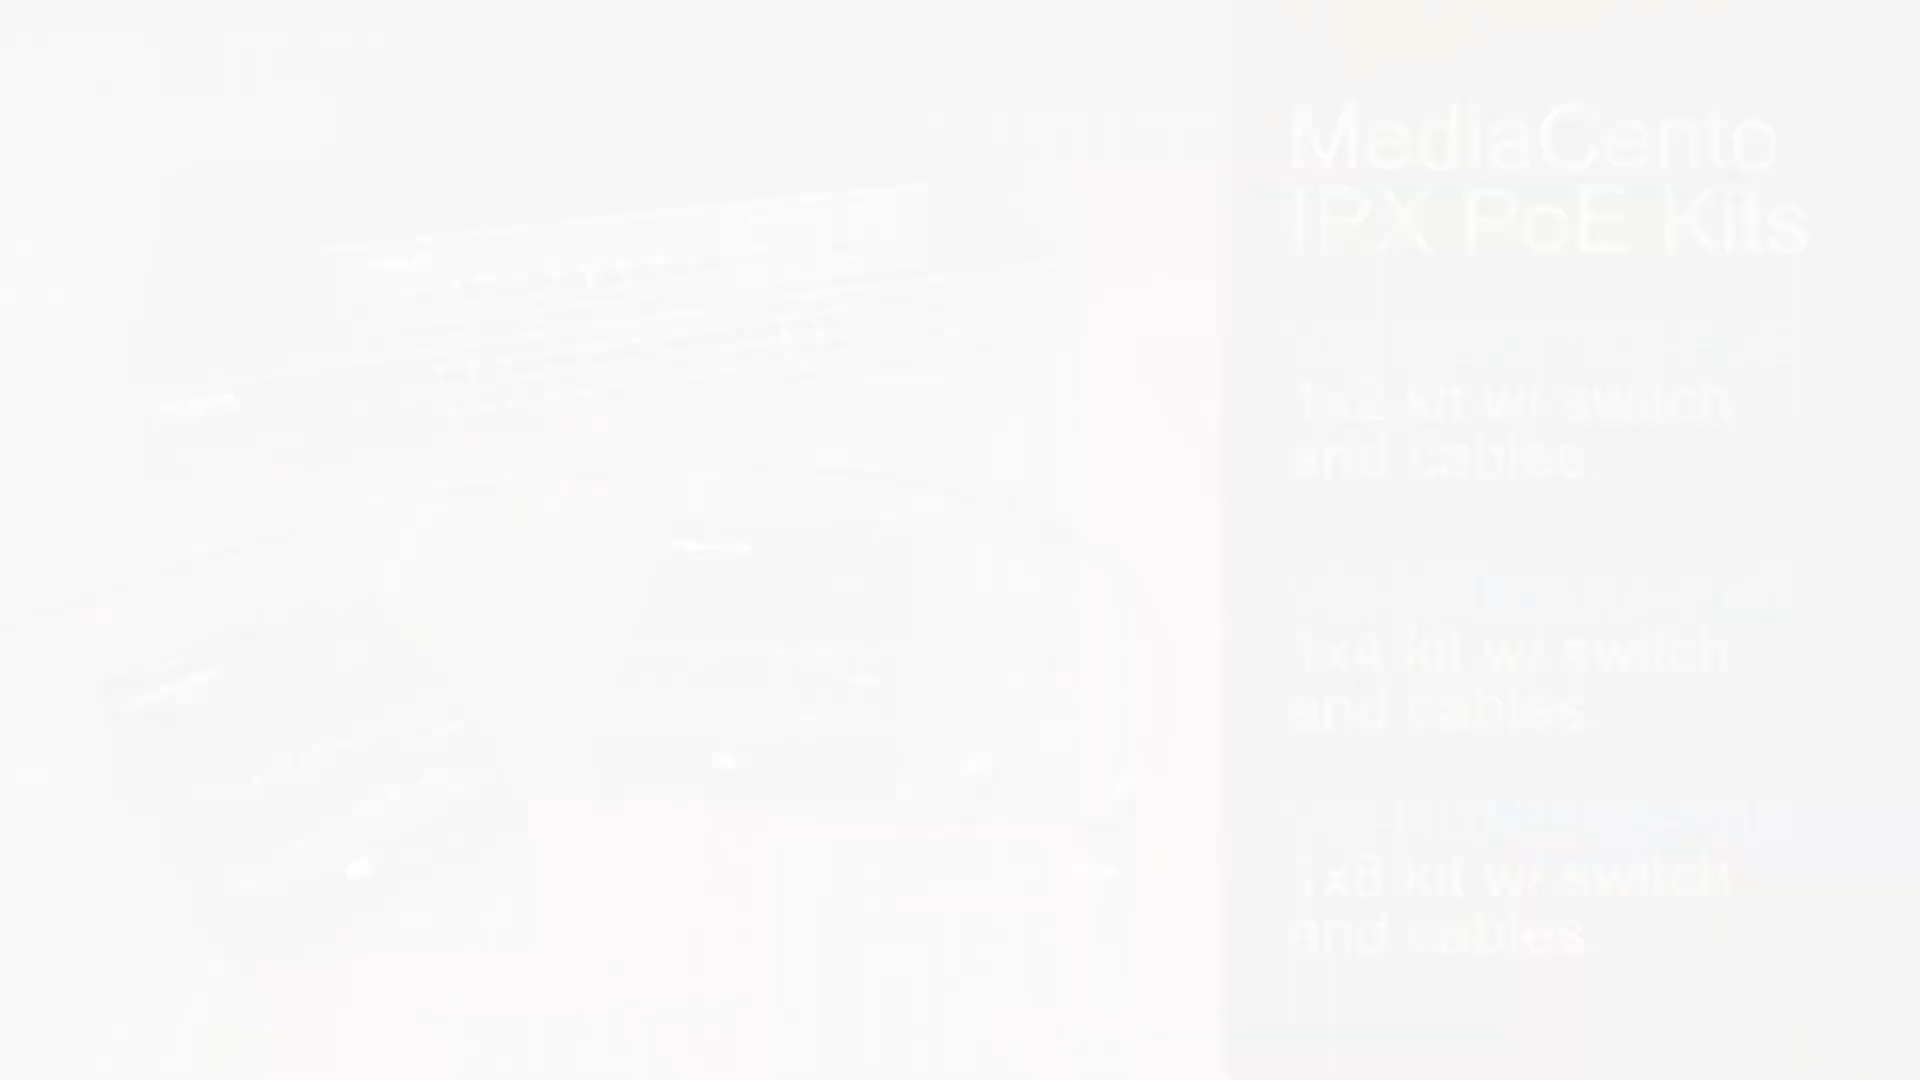 MediaCento
IPX PoE Kits
1x2 kit w/ switch
and cables.
1x4 kit w/ switch
and cables.
1x8 kit w/ switch
and cables.